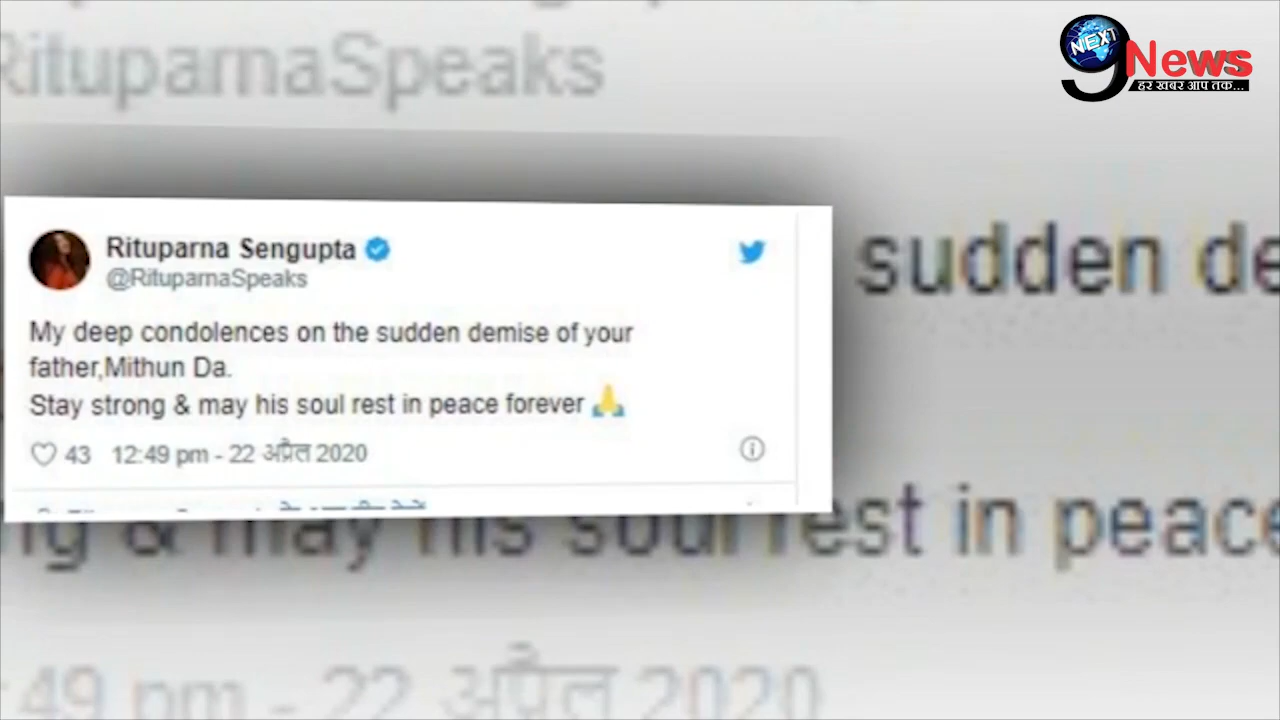 RituparnaSpeaks
NEXT
9 News
हर खबर आप तक...
Rituparna Sengupta
@RituparnaSpeaks
My deep condolences on the sudden demise of your
father,Mithun Da.
Stay strong & may his soul rest in peace forever 🙏
43 12:49 pm - 22 अप्रैल 2020
sudden de
ng & may his soul rest in peace
:49 pm - 22 अप्रैल 2020